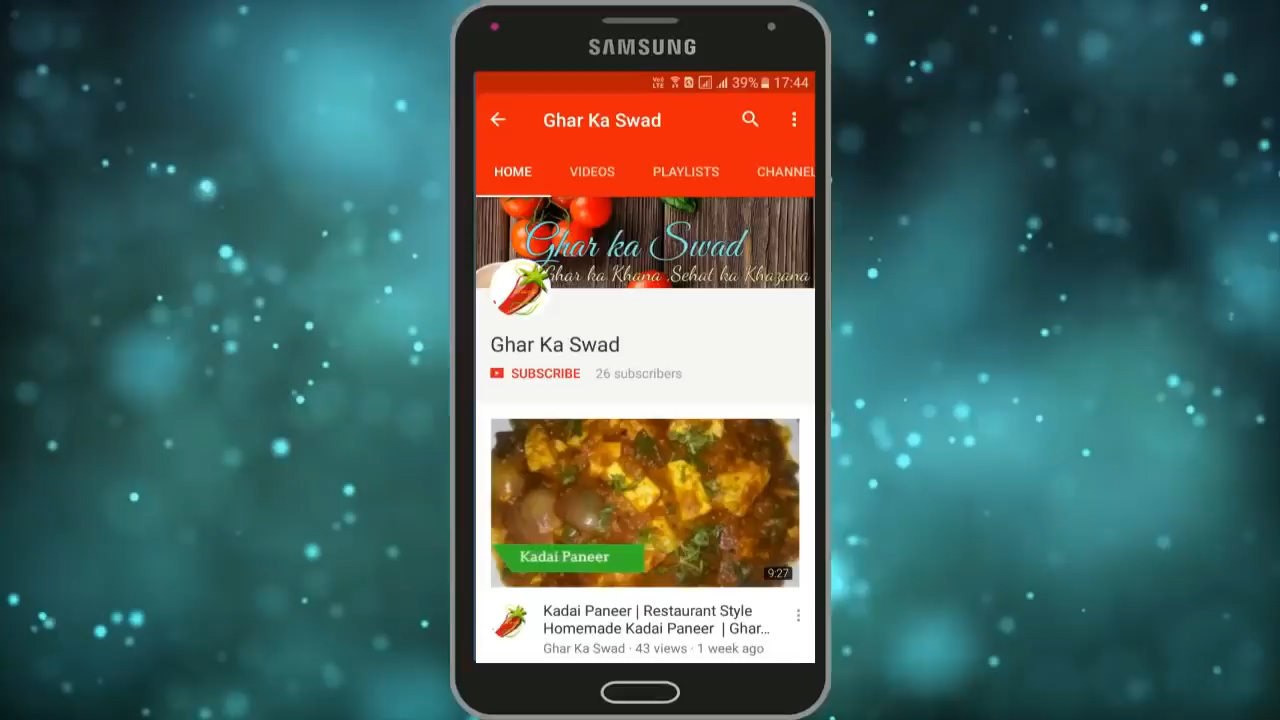 SAMSUNG
VoD LTE 39% 17:44
Ghar Ka Swad
HOME VIDEOS PLAYLISTS CHANNEL
Ghar ka Swad
Ghar ka Khana ,Sehat ka Khazana
Ghar Ka Swad
SUBSCRIBE 26 subscribers
Kadai Paneer
9:27
Kadai Paneer | Restaurant Style
Homemade Kadai Paneer | Ghar...
Ghar Ka Swad · 43 views · 1 week ago